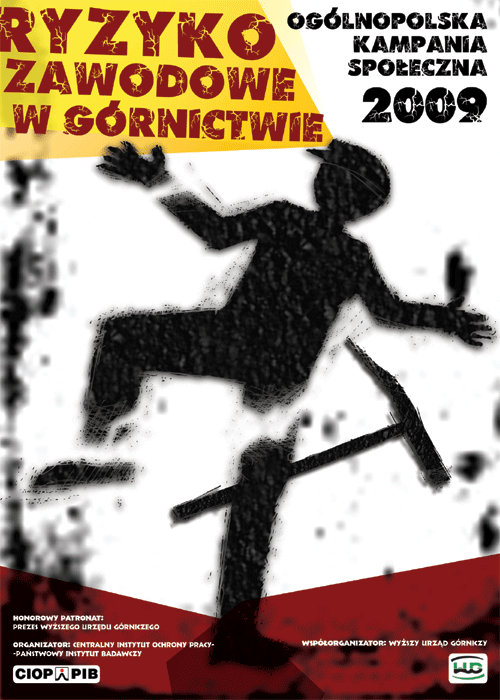 RYZYKO
ZAWODOWE
W GÓRNICTWIE
OGÓLNOPOLSKA
KAMPANIA
SPOŁECZNA
2009
HONOROWY PATRONAT:
PREZES WYŻSZEGO URZĘDU GÓRNICZEGO
ORGANIZATOR: CENTRALNY INSTYTUT OCHRONY PRACY-
-PAŃSTWOWY INSTYTUT BADAWCZY
CIOP PIB
WSPÓŁORGANIZATOR: WYŻSZY URZĄD GÓRNICZY
WUG